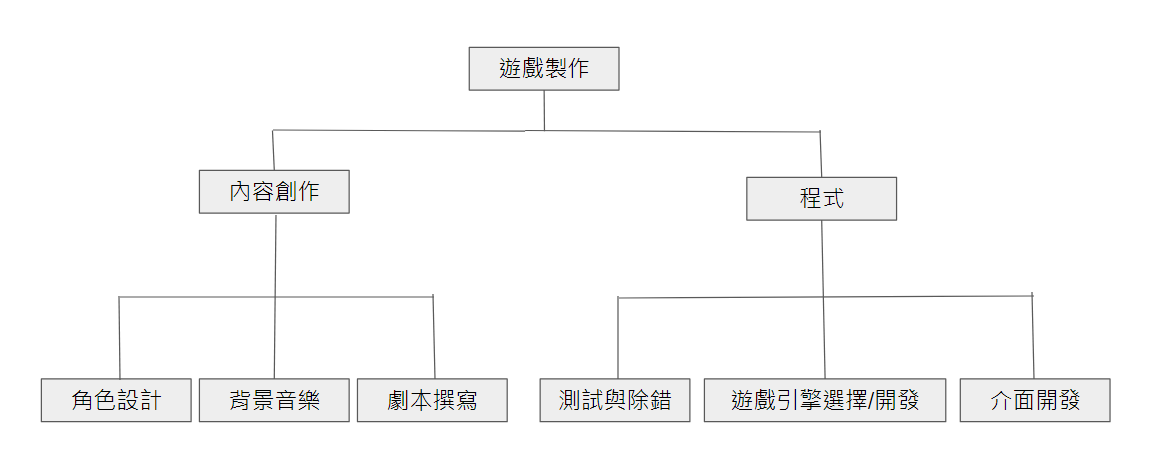 遊戲製作
內容創作
程式
角色設計
背景音樂
劇本撰寫
測試與除錯
遊戲引擎選擇/開發
介面開發